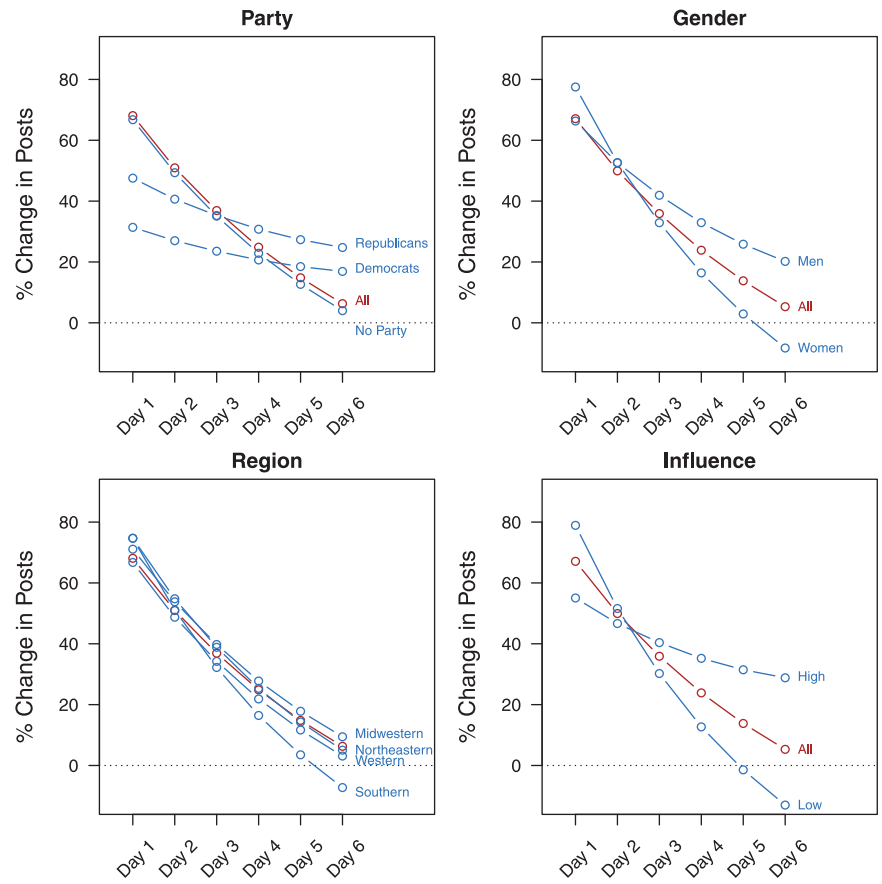 Party
% Change in Posts
80
60
40
20
0
Republicans
Democrats
All
No Party
Day 1
Day 2
Day 3
Day 4
Day 5
Day 6
Gender
% Change in Posts
80
60
40
20
0
Men
All
Women
Day 1
Day 2
Day 3
Day 4
Day 5
Day 6
Region
% Change in Posts
80
60
40
20
0
Midwestern
Northeastern
Western
Southern
Day 1
Day 2
Day 3
Day 4
Day 5
Day 6
Influence
% Change in Posts
80
60
40
20
0
High
All
Low
Day 1
Day 2
Day 3
Day 4
Day 5
Day 6